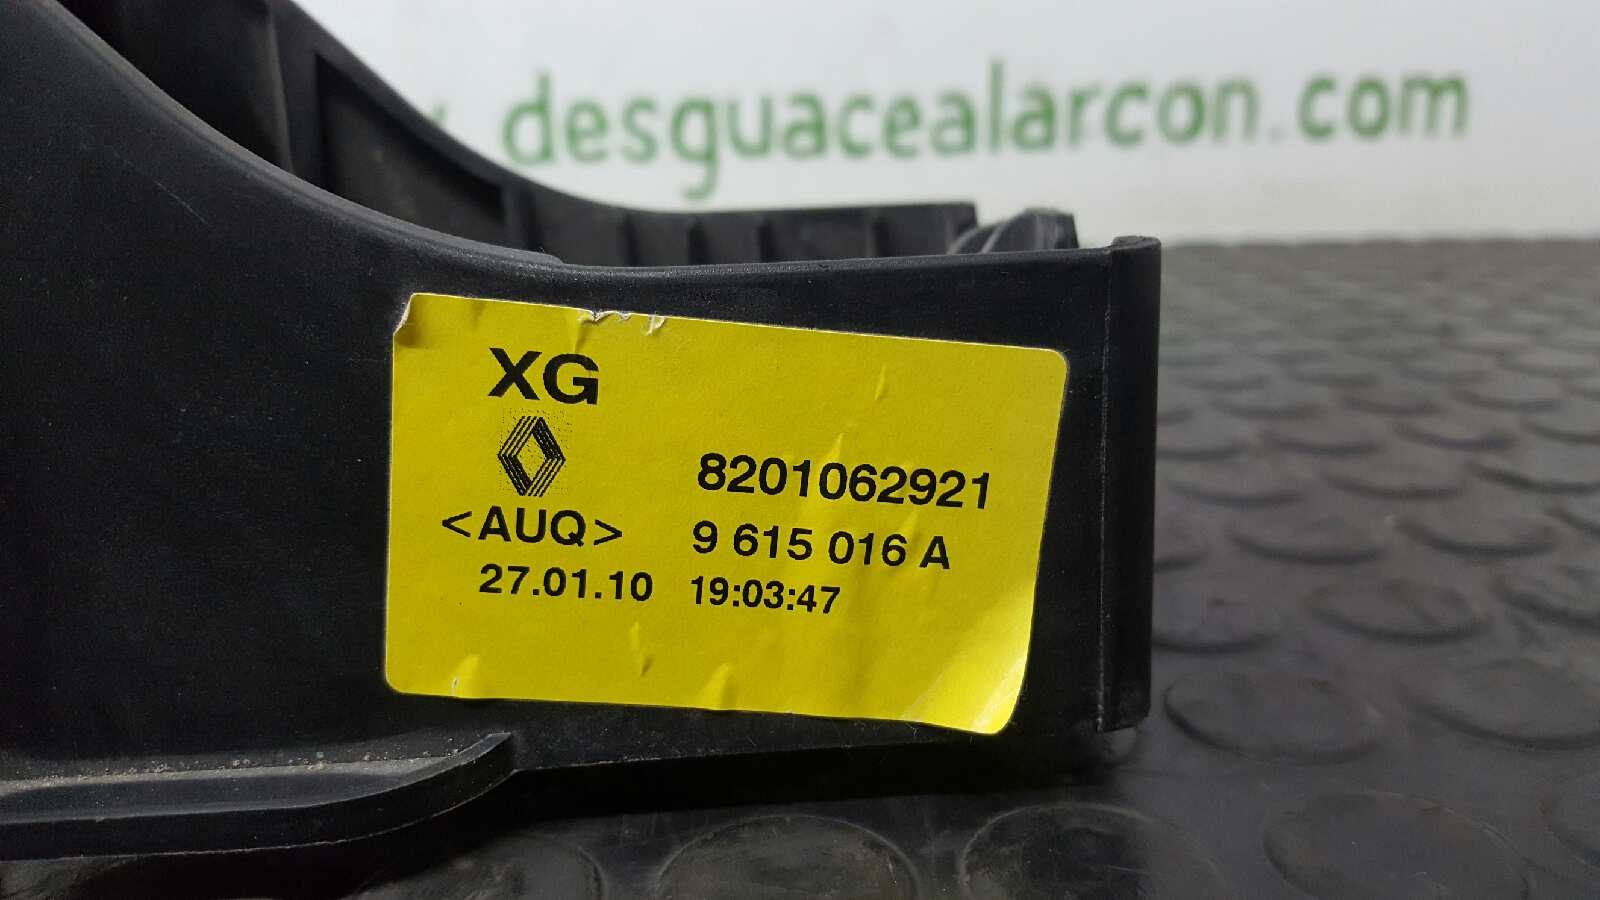 desguacealarcon.com
XG
8201062921
<AUQ> 9 615 016 A
27.01.10 19:03:47